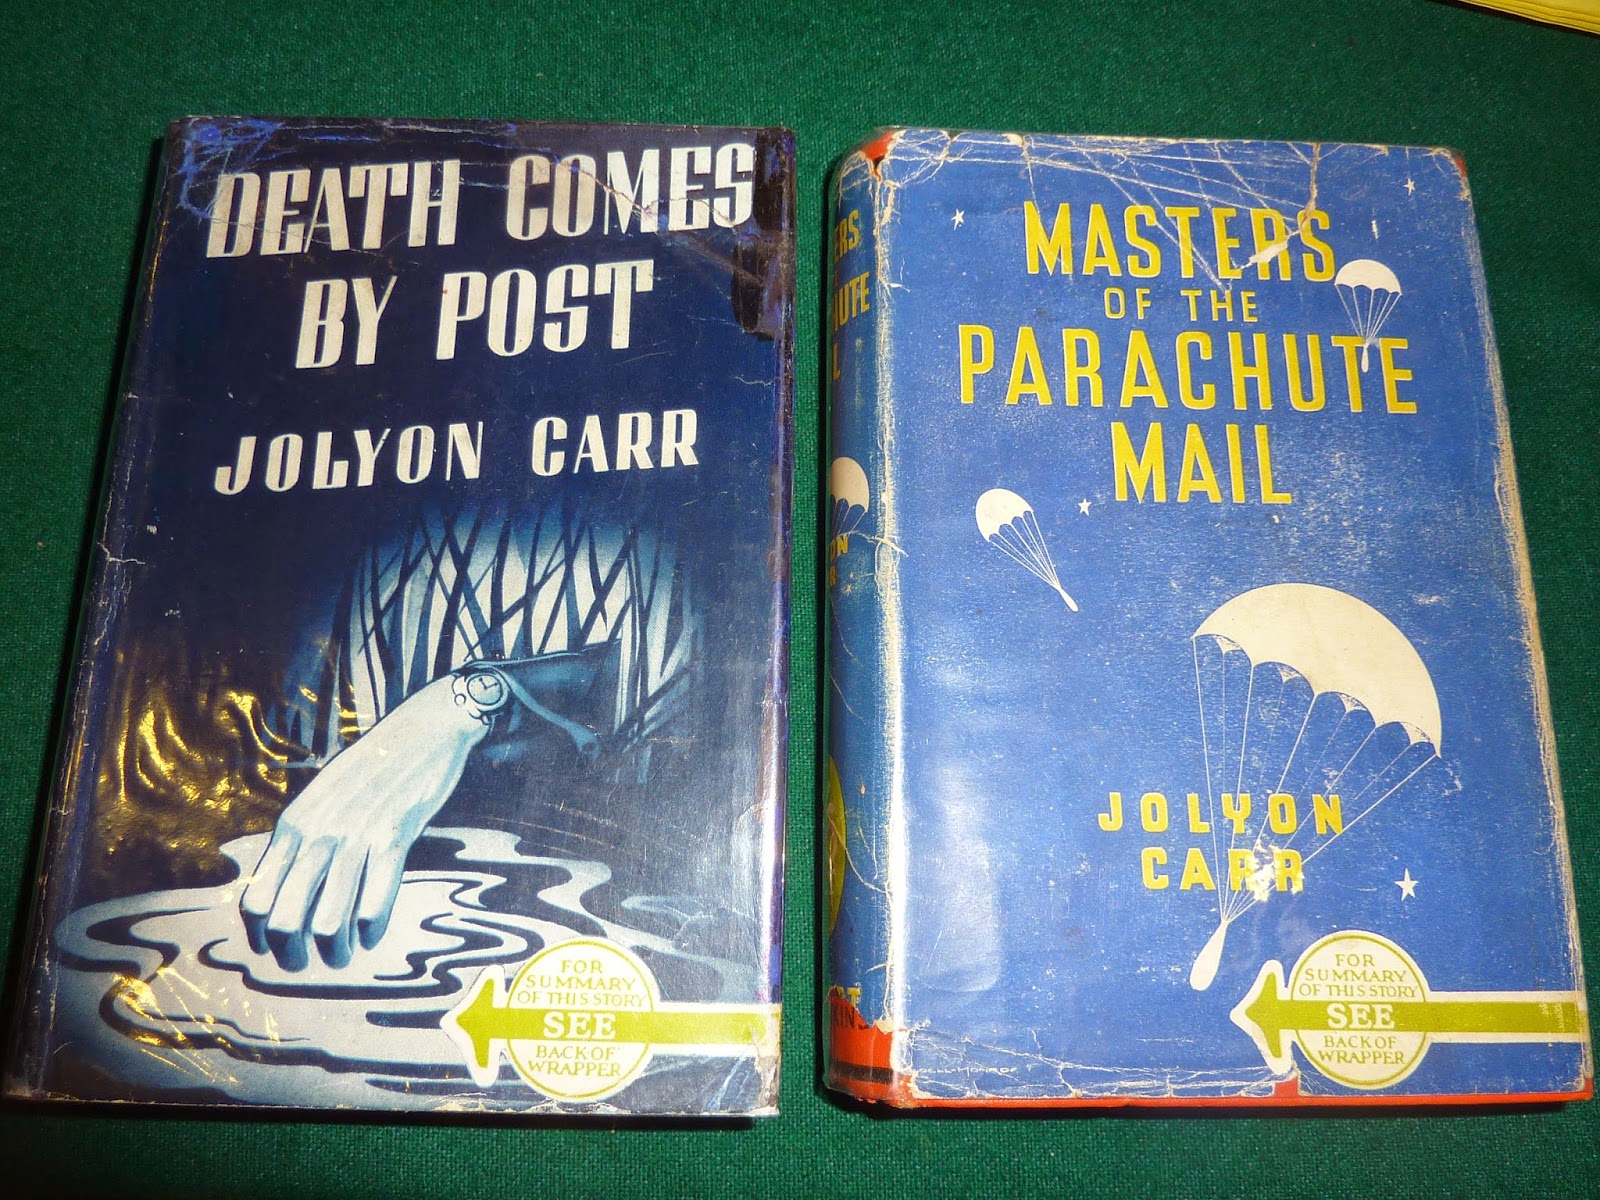 DEATH COMES
BY POST
JOLYON CARR
FOR
SUMMARY
OF THIS STORY
SEE
BACK OF
WRAPPER
MASTERS
OF THE
PARACHUTE
MAIL
JOLYON
CARR
FOR
SUMMARY
OF THIS STORY
SEE
BACK OF
WRAPPER